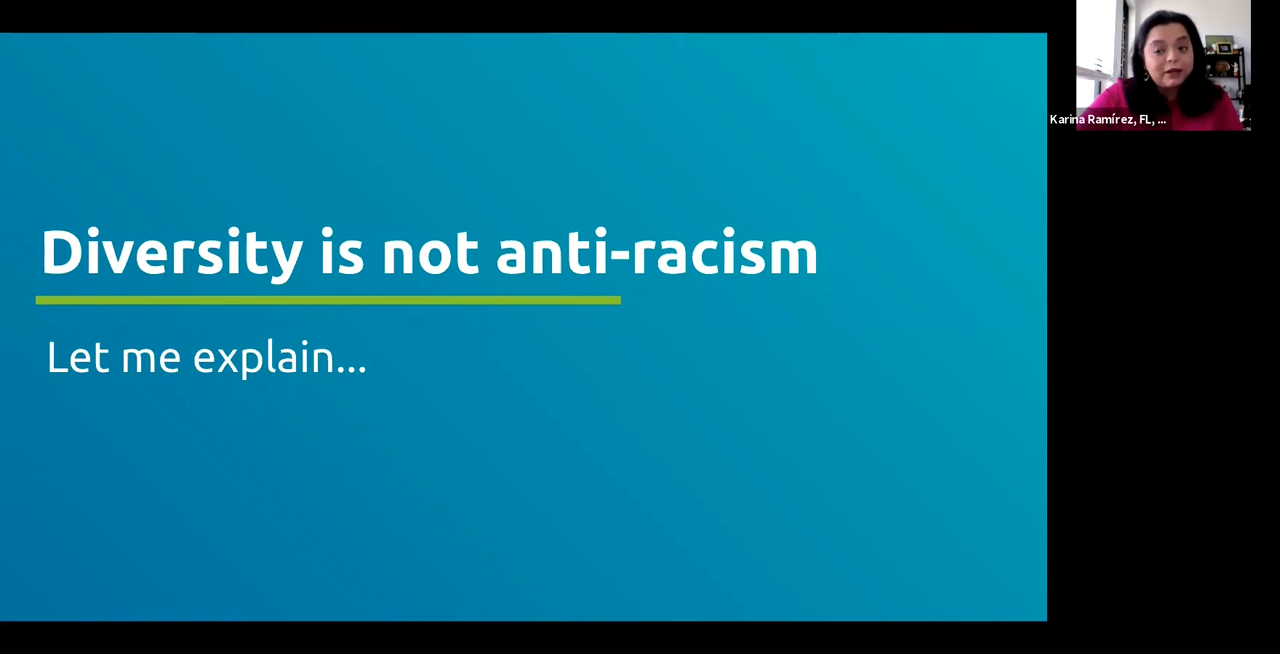 Diversity is not anti-racism
Let me explain...
Karina Ramírez, FL, ...